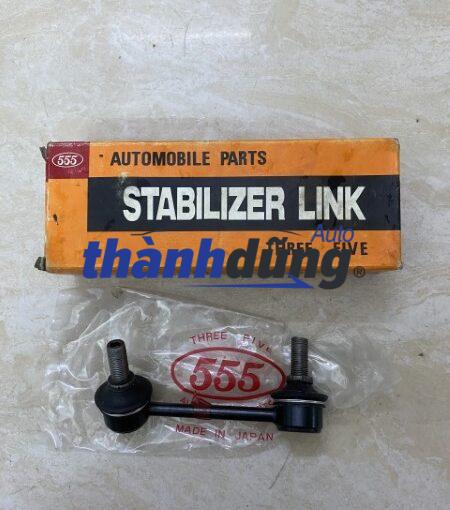 555
AUTOMOBILE PARTS
STABILIZER LINK
THREE FIVE
Auto
thànhdũng®
THREE FIVE
555
MADE IN JAPAN